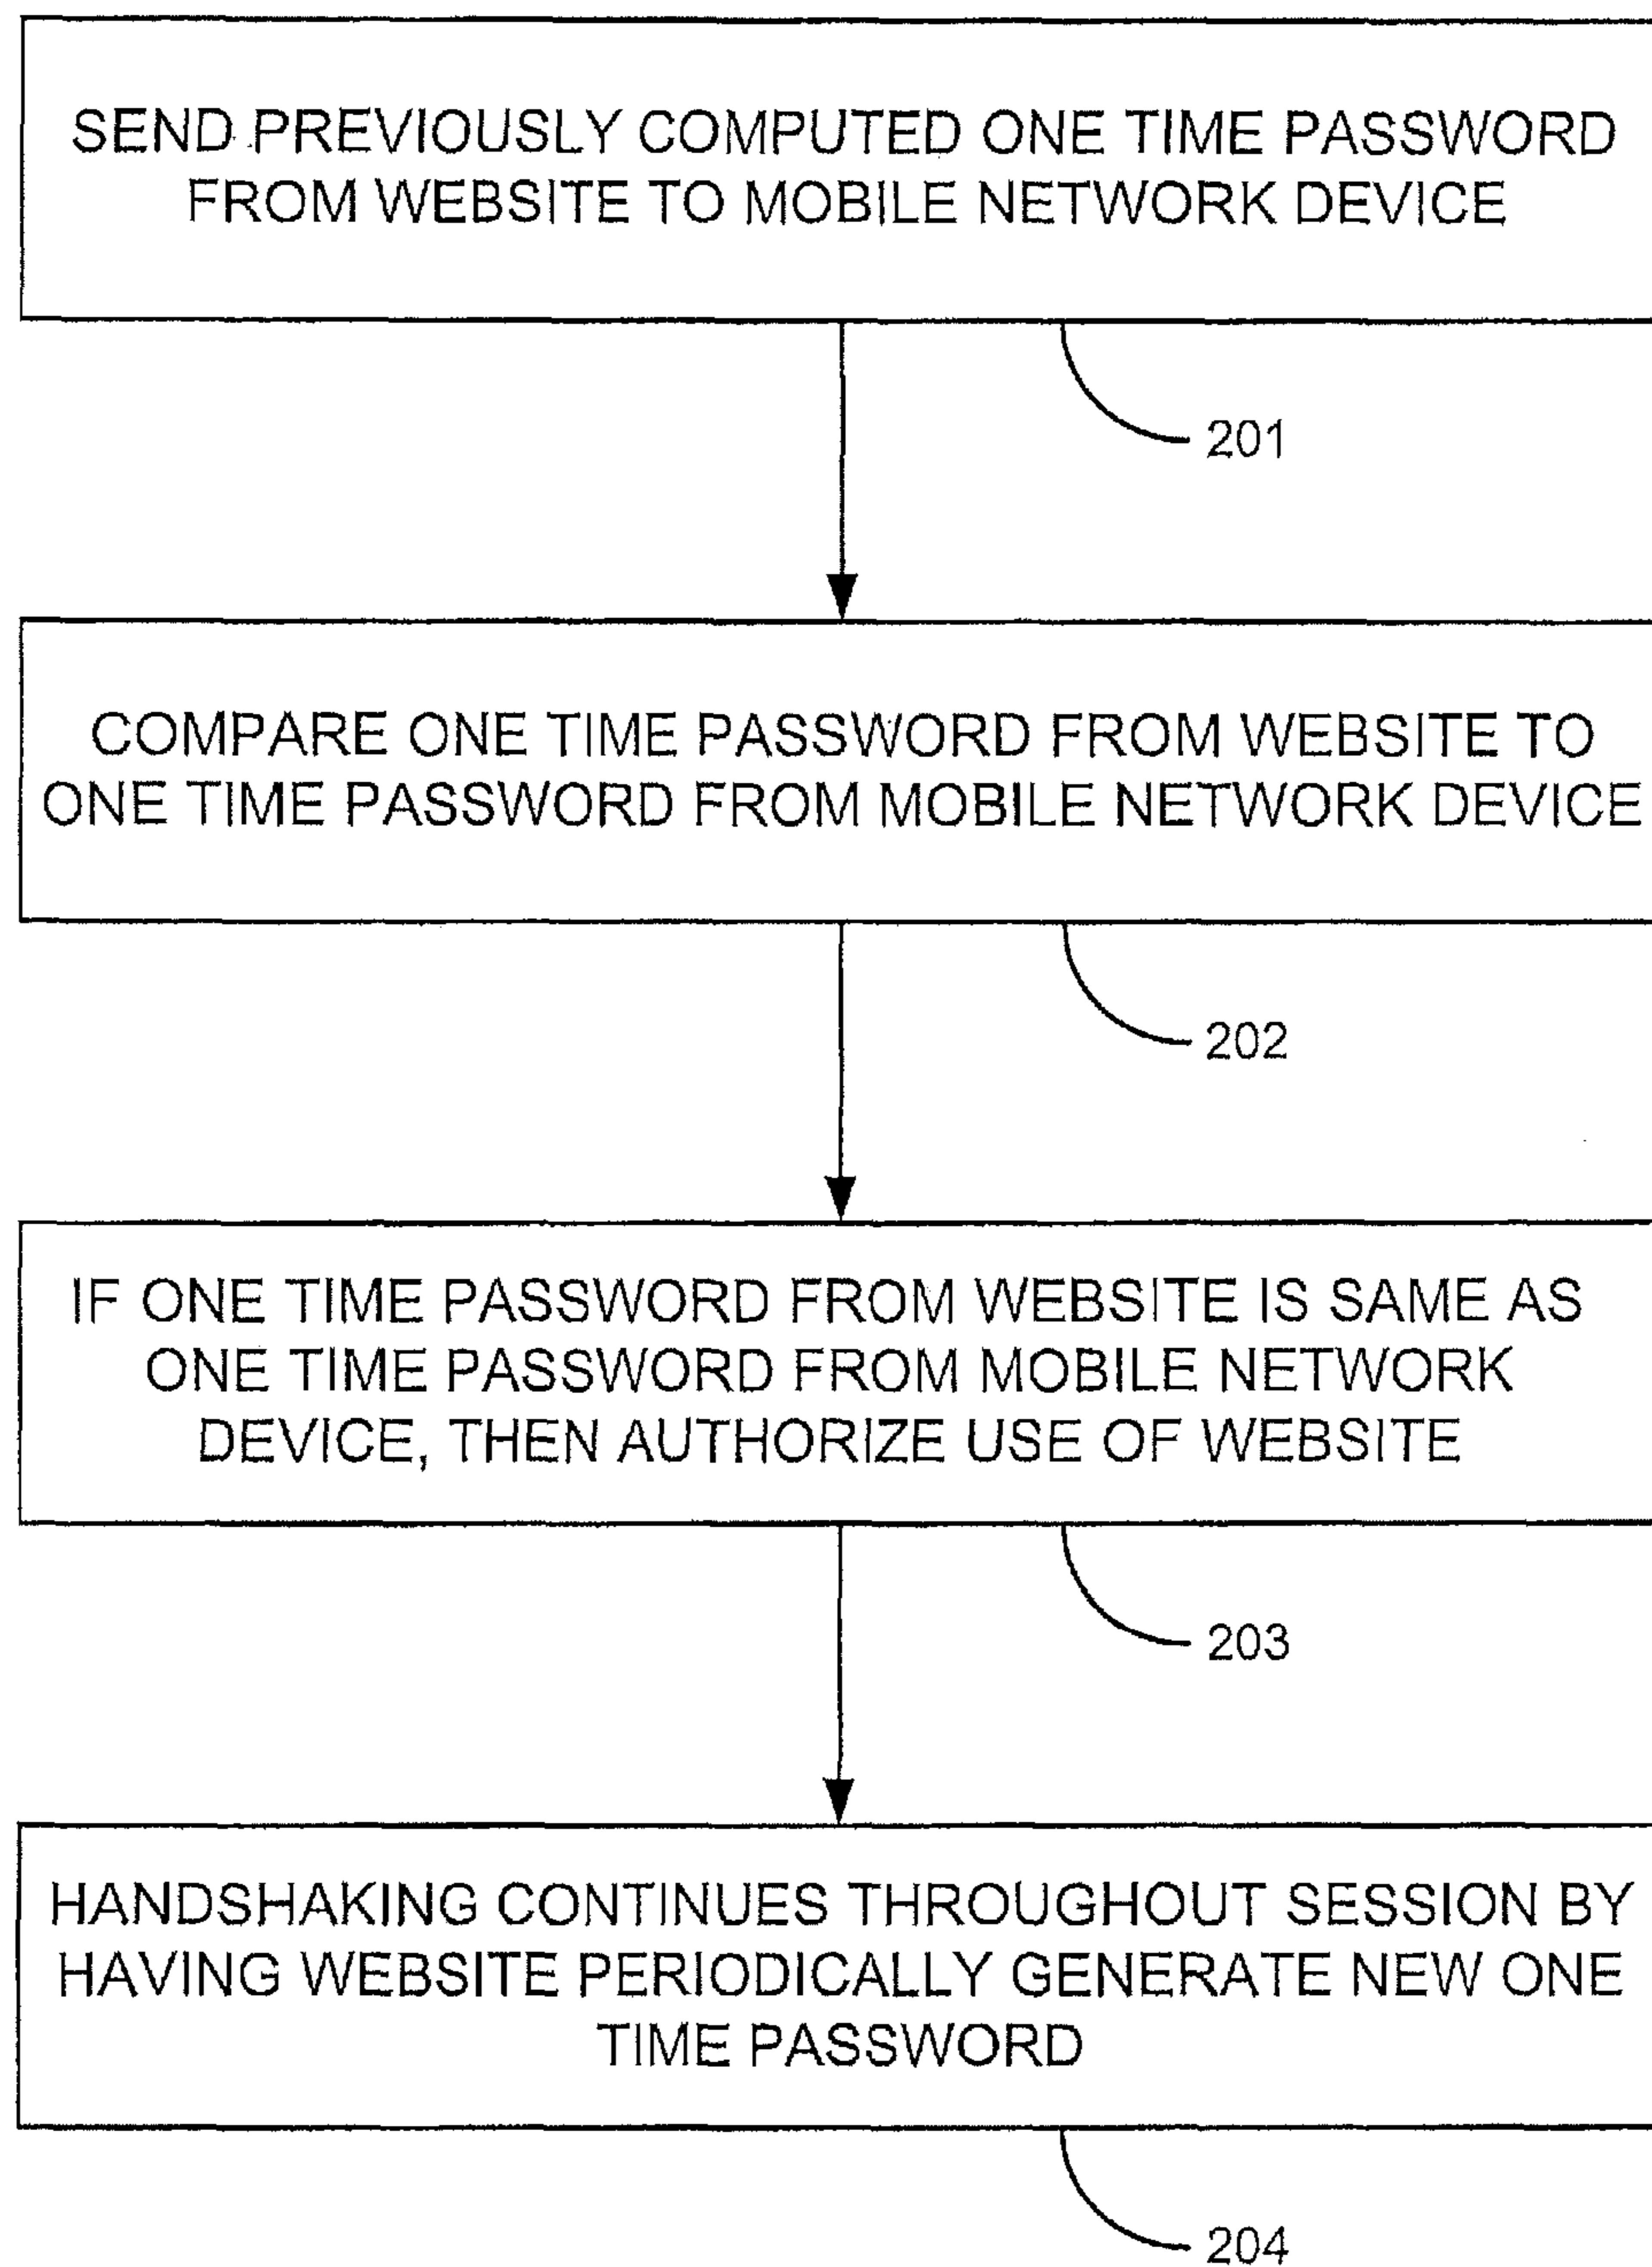 SEND PREVIOUSLY COMPUTED ONE TIME PASSWORD
FROM WEBSITE TO MOBILE NETWORK DEVICE
201
COMPARE ONE TIME PASSWORD FROM WEBSITE TO
ONE TIME PASSWORD FROM MOBILE NETWORK DEVICE
202
IF ONE TIME PASSWORD FROM WEBSITE IS SAME AS
ONE TIME PASSWORD FROM MOBILE NETWORK
DEVICE, THEN AUTHORIZE USE OF WEBSITE
203
HANDSHAKING CONTINUES THROUGHOUT SESSION BY
HAVING WEBSITE PERIODICALLY GENERATE NEW ONE
TIME PASSWORD
204